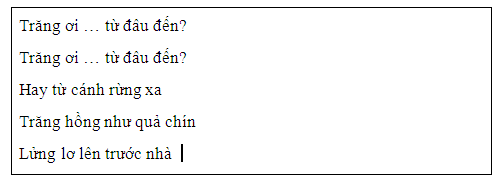 Trăng ơi … từ đâu đến?
Trăng ơi … từ đâu đến?
Hay từ cánh rừng xa
Trăng hồng như quả chín
Lửng lơ lên trước nhà